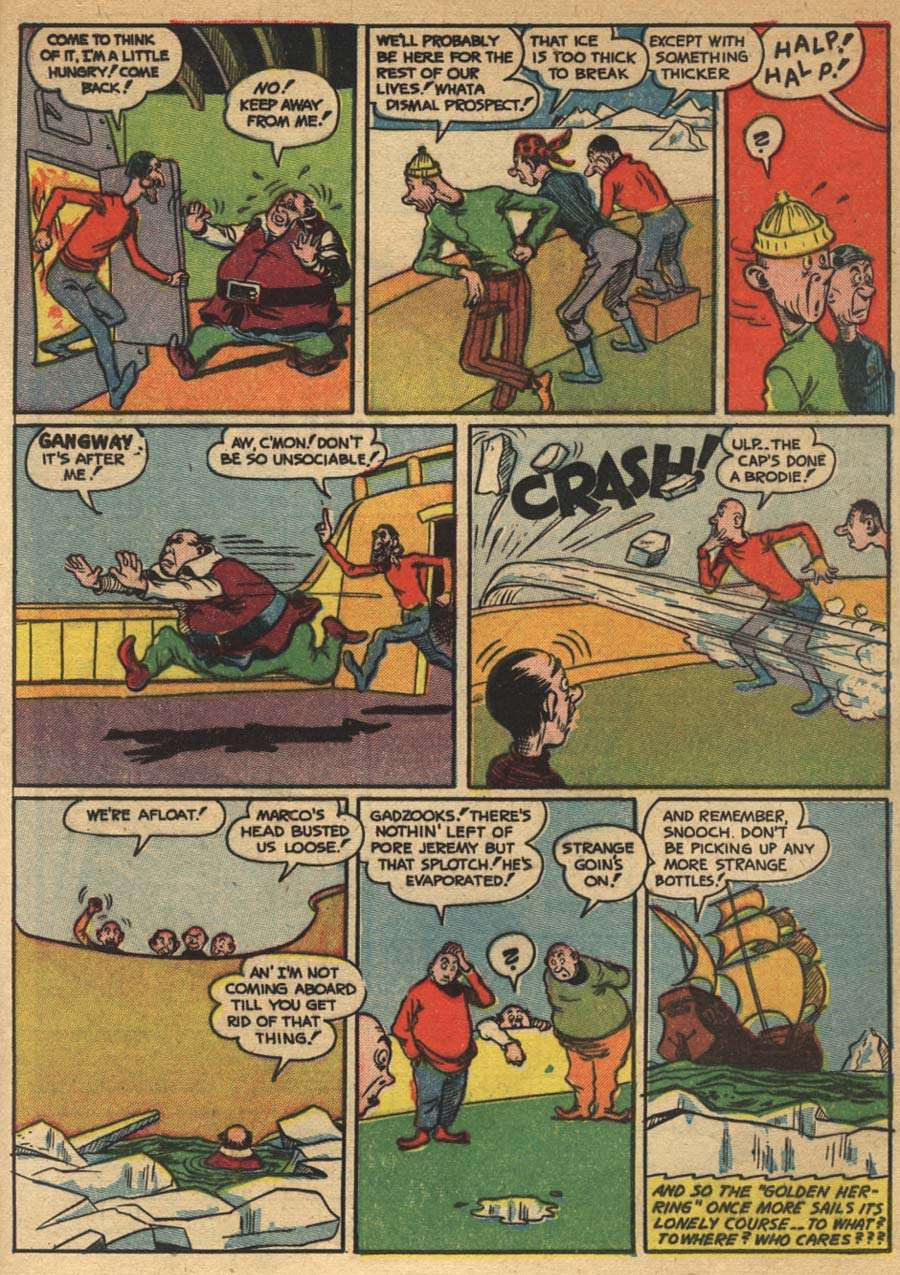 COME TO THINK
OF IT, I'M A LITTLE
HUNGRY! COME
BACK!
NO!
KEEP AWAY
FROM ME!
WE'LL PROBABLY
BE HERE FOR THE
REST OF OUR
LIVES! WHATA
DISMAL PROSPECT!
THAT ICE
IS TOO THICK
TO BREAK
EXCEPT WITH
SOMETHING
THICKER
HALP!
HALP!
?
GANGWAY
IT'S AFTER
ME!
AW, C'MON! DON'T
BE SO UNSOCIABLE!
CRASH!
ULP... THE
CAP'S DONE
A BRODIE!
WE'RE AFLOAT!
MARCO'S
HEAD BUSTED
US LOOSE!
AN' I'M NOT
COMING ABOARD
TILL YOU GET
RID OF THAT
THING!
GADZOOKS! THERE'S
NOTHIN' LEFT OF
PORE JEREMY BUT
THAT SPLOTCH! HE'S
EVAPORATED!
?
STRANGE
GOIN'S
ON!
AND REMEMBER,
SNOOCH. DON'T
BE PICKING UP ANY
MORE STRANGE
BOTTLES!
AND SO THE "GOLDEN HER-
RING" ONCE MORE SAILS ITS
LONELY COURSE... TO WHAT?
TO WHERE? WHO CARES???